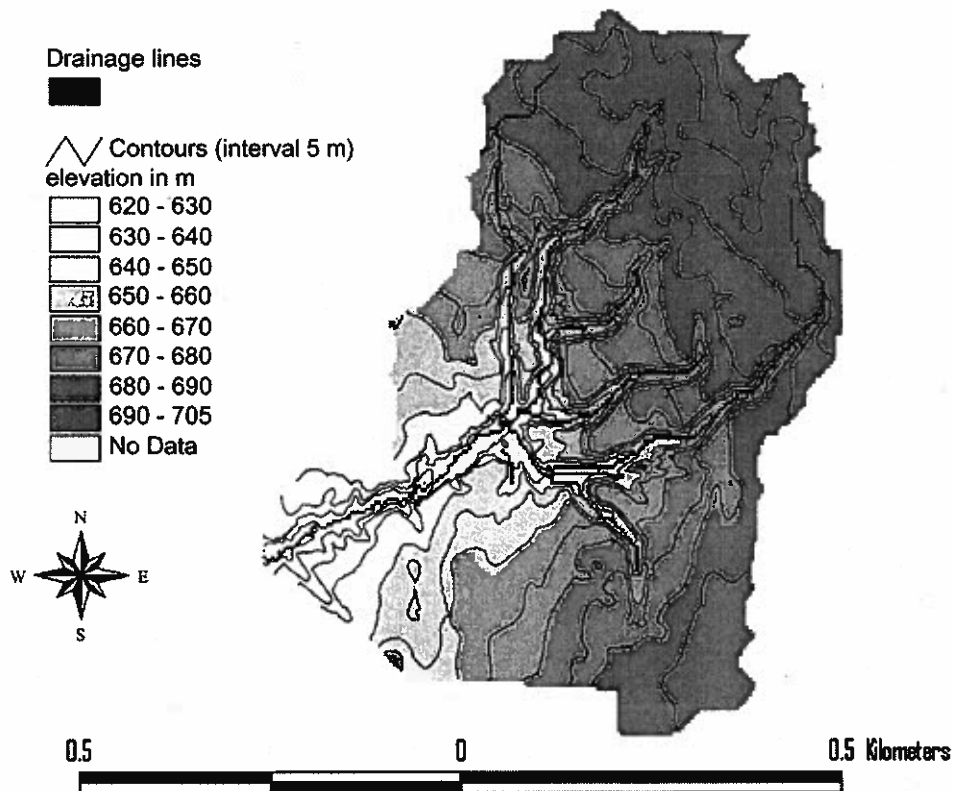 Drainage lines
Contours (interval 5 m)
elevation in m
620 - 630
630 - 640
640 - 650
650 - 660
660 - 670
670 - 680
680 - 690
690 - 705
No Data
N
W E
S
0.5 0 0.5 Kilometers